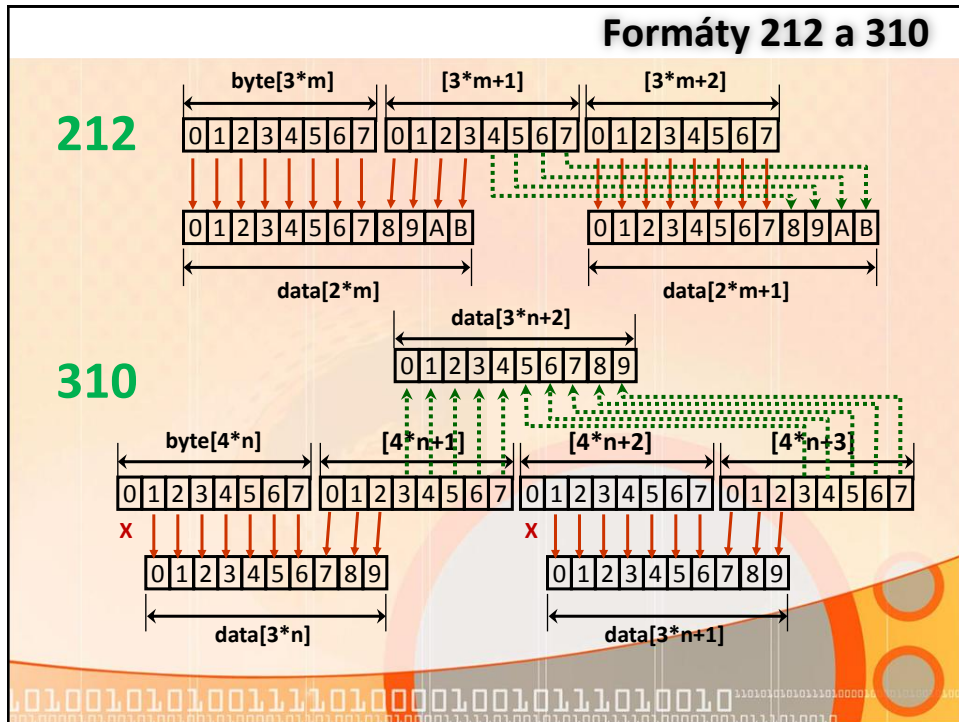 Formáty 212 a 310
byte[3*m] [3*m+1] [3*m+2]
212
0 1 2 3 4 5 6 7 0 1 2 3 4 5 6 7 0 1 2 3 4 5 6 7
0 1 2 3 4 5 6 7 8 9 A B 0 1 2 3 4 5 6 7 8 9 A B
data[2*m] data[2*m+1]
data[3*n+2]
0 1 2 3 4 5 6 7 8 9
310
byte[4*n] [4*n+1] [4*n+2] [4*n+3]
0 1 2 3 4 5 6 7 0 1 2 3 4 5 6 7 0 1 2 3 4 5 6 7 0 1 2 3 4 5 6 7
X X
0 1 2 3 4 5 6 7 8 9 0 1 2 3 4 5 6 7 8 9
data[3*n] data[3*n+1]